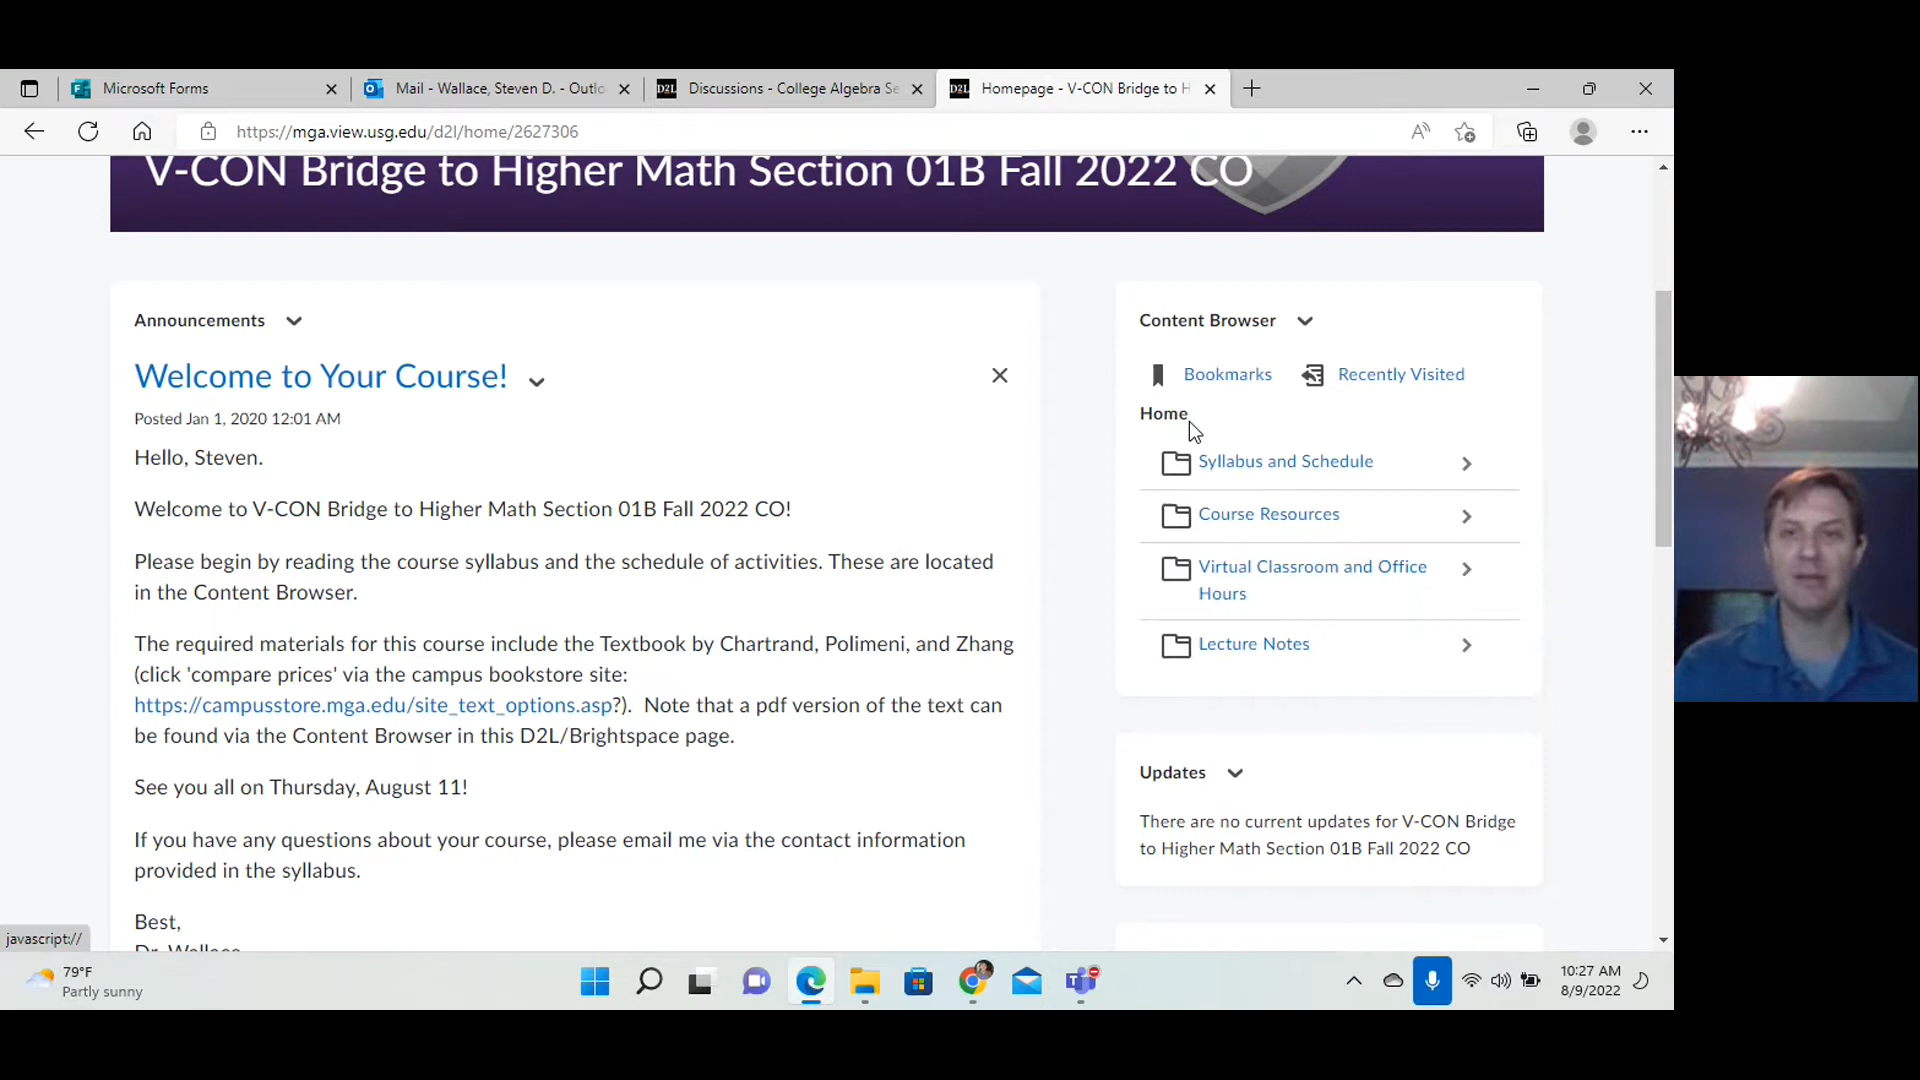 Microsoft Forms
Mail - Wallace, Steven D. - Outlo
D2L
Discussions - College Algebra Se
D2L
Homepage - V-CON Bridge to H
https://mga.view.usg.edu/d2l/home/2627306
V-CON Bridge to Higher Math Section 01B Fall 2022 CO
Announcements
Welcome to Your Course!
Posted Jan 1, 2020 12:01 AM
Hello, Steven.
Welcome to V-CON Bridge to Higher Math Section 01B Fall 2022 CO!
Please begin by reading the course syllabus and the schedule of activities. These are located
in the Content Browser.
The required materials for this course include the Textbook by Chartrand, Polimeni, and Zhang
(click 'compare prices' via the campus bookstore site:
https://campusstore.mga.edu/site_text_options.asp?).  Note that a pdf version of the text can
be found via the Content Browser in this D2L/Brightspace page.
See you all on Thursday, August 11!
If you have any questions about your course, please email me via the contact information
provided in the syllabus.
Best,
Dr. Wallace
Content Browser
Bookmarks
Recently Visited
Home
Syllabus and Schedule
Course Resources
Virtual Classroom and Office
Hours
Lecture Notes
Updates
There are no current updates for V-CON Bridge
to Higher Math Section 01B Fall 2022 CO
javascript://
79°F
Partly sunny
10:27 AM
8/9/2022